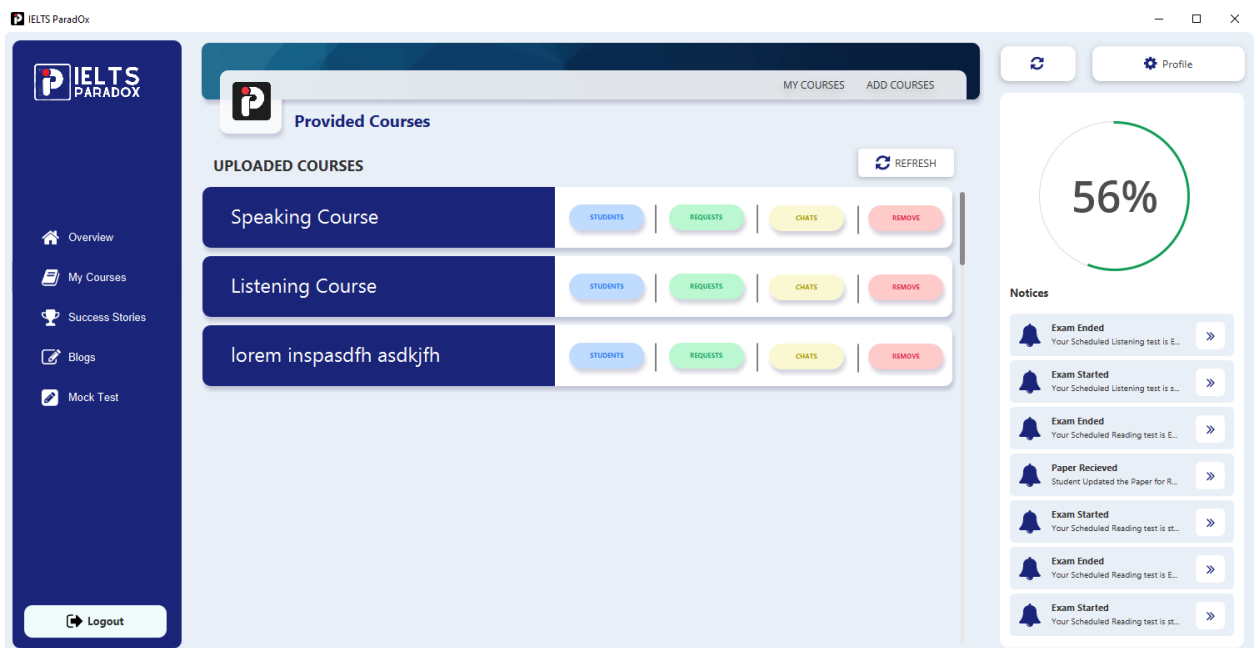 IELTS ParadOx
IELTS
PARADOX
Overview
My Courses
Success Stories
Blogs
Mock Test
Logout
MY COURSES ADD COURSES
Provided Courses
UPLOADED COURSES
REFRESH
Speaking Course STUDENTS REQUESTS CHATS REMOVE
Listening Course STUDENTS REQUESTS CHATS REMOVE
lorem inspasdfh asdkjfh STUDENTS REQUESTS CHATS REMOVE
Profile
56%
Notices
Exam Ended
Your Scheduled Listening test is E...
Exam Started
Your Scheduled Listening test is s...
Exam Ended
Your Scheduled Reading test is E...
Paper Recieved
Student Updated the Paper for R...
Exam Started
Your Scheduled Reading test is st...
Exam Ended
Your Scheduled Reading test is E...
Exam Started
Your Scheduled Reading test is st...